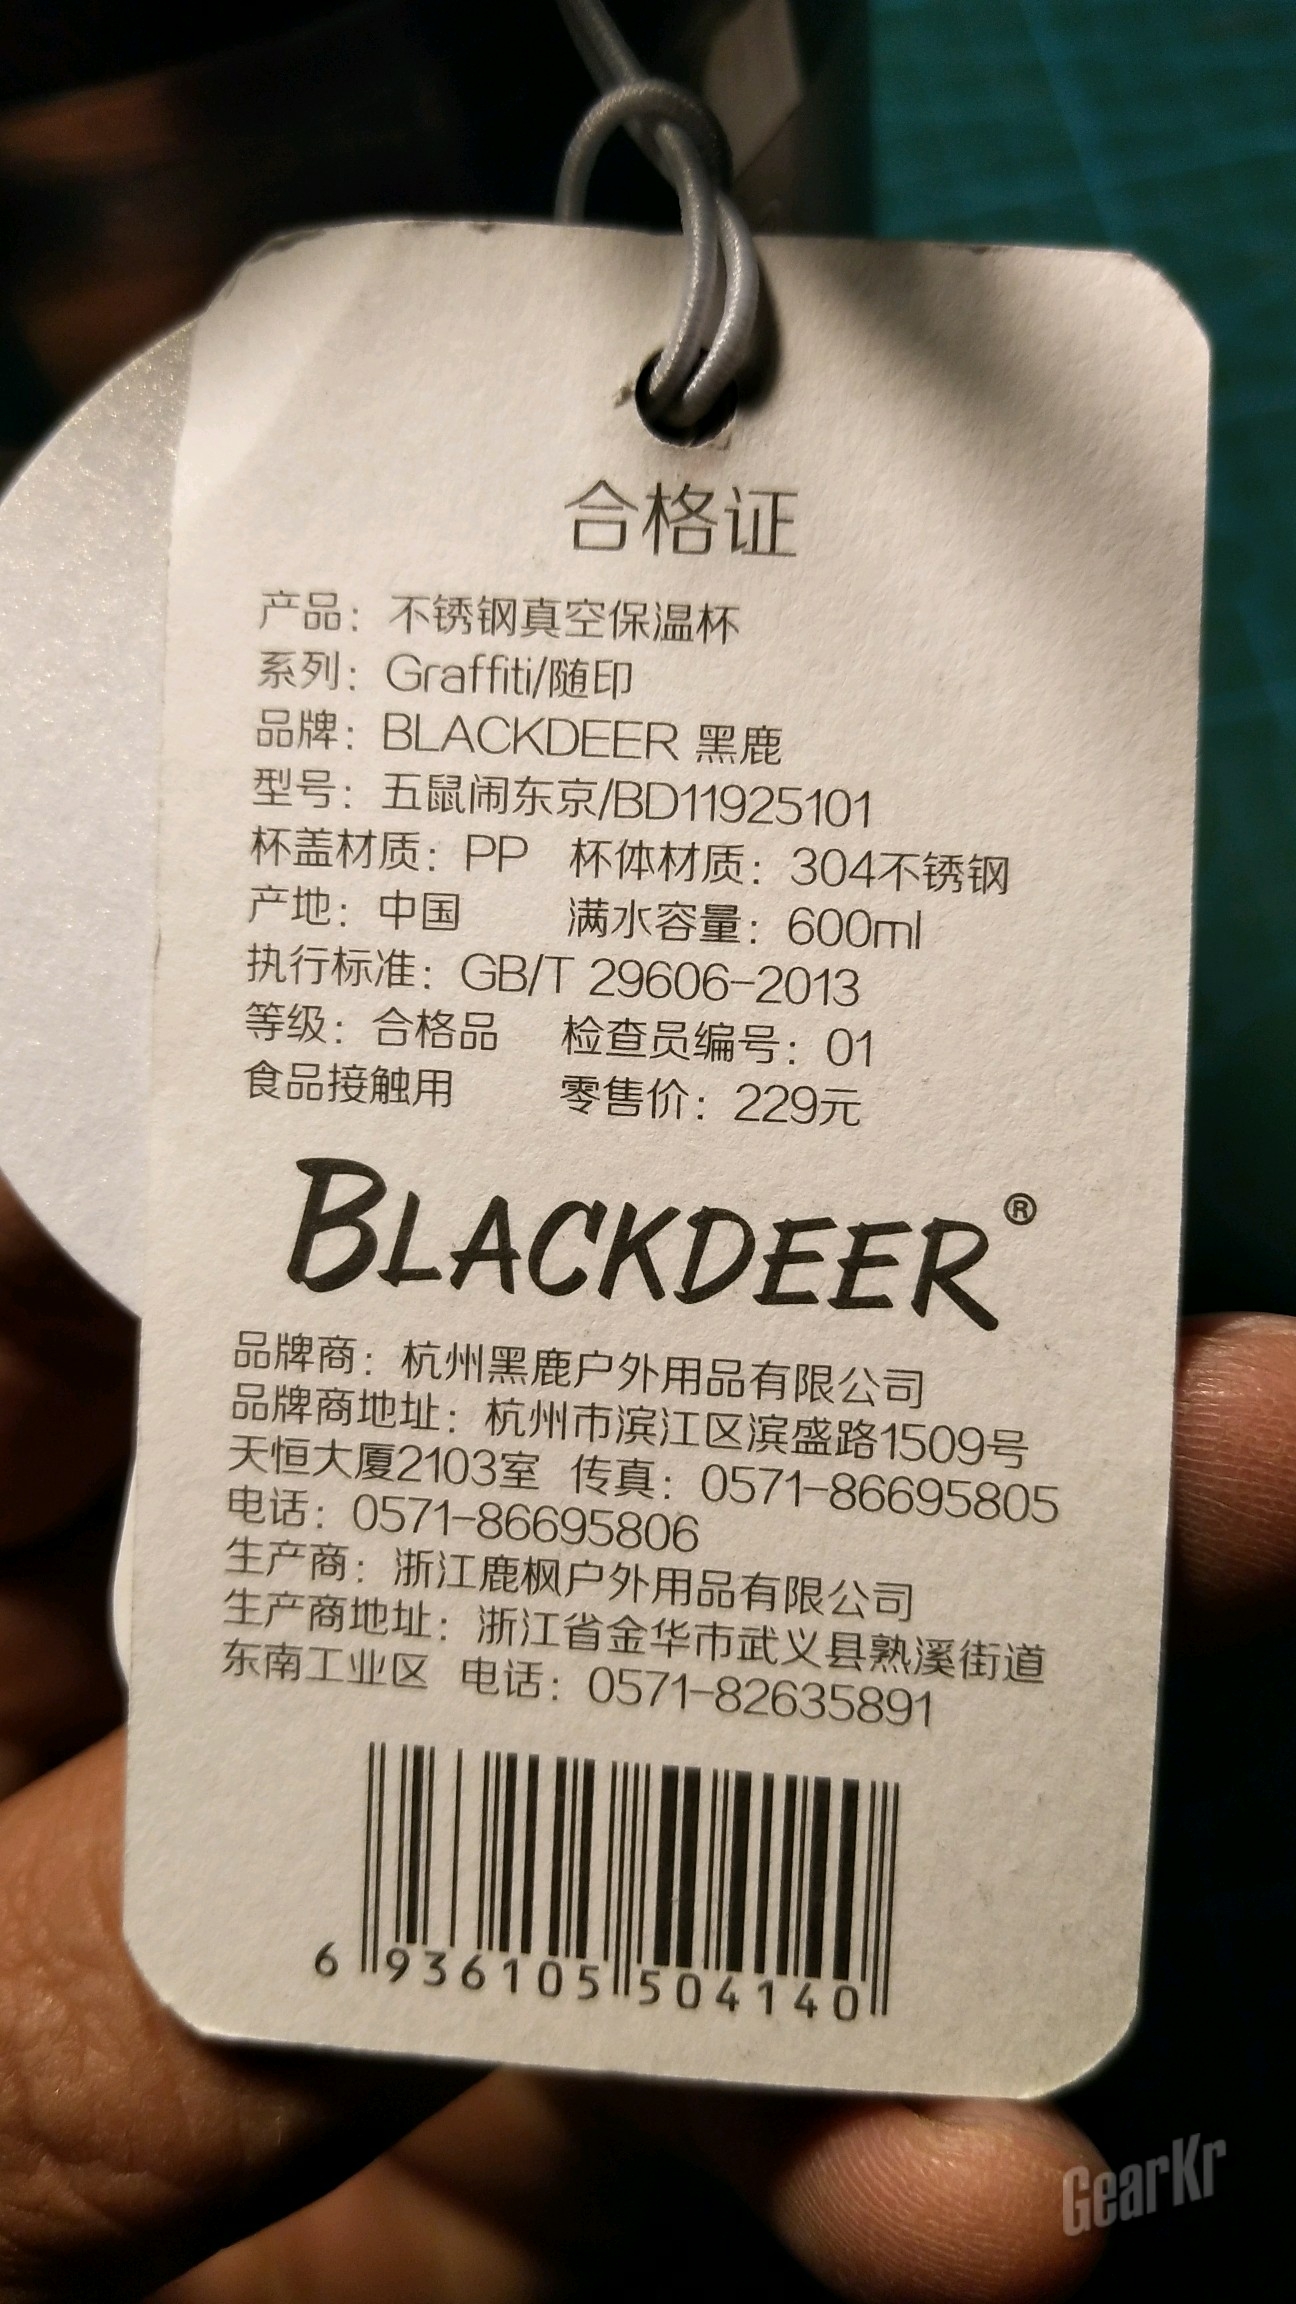 合格证
产品：不锈钢真空保温杯
系列：Graffiti/随印
品牌：BLACKDEER 黑鹿
型号：五鼠闹东京/BD11925101
杯盖材质：PP 杯体材质：304不锈钢
产地：中国 满水容量：600ml
执行标准：GB/T 29606-2013
等级：合格品 检查员编号：01
食品接触用 零售价：229元
BLACKDEER®
品牌商：杭州黑鹿户外用品有限公司
品牌商地址：杭州市滨江区滨盛路1509号
天恒大厦2103室 传真：0571-86695805
电话：0571-86695806
生产商：浙江鹿枫户外用品有限公司
生产商地址：浙江省金华市武义县熟溪街道
东南工业区 电话：0571-82635891
6 936105 504140
GearKr